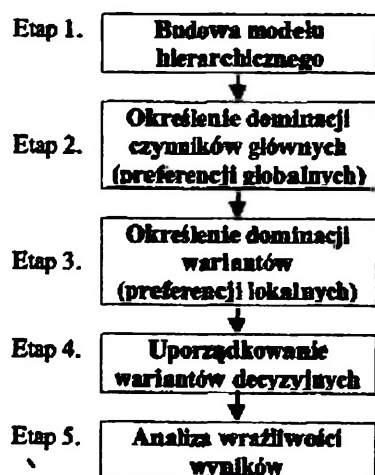 Etap 1.
Budowa modelu
hierarchicznego
Etap 2.
Określenie dominacji
czynników głównych
(preferencji globalnych)
Etap 3.
Określenie dominacji
wariantów
(preferencji lokalnych)
Etap 4.
Uporządkowanie
wariantów decyzyjnych
Etap 5.
Analiza wrażliwości
wyników